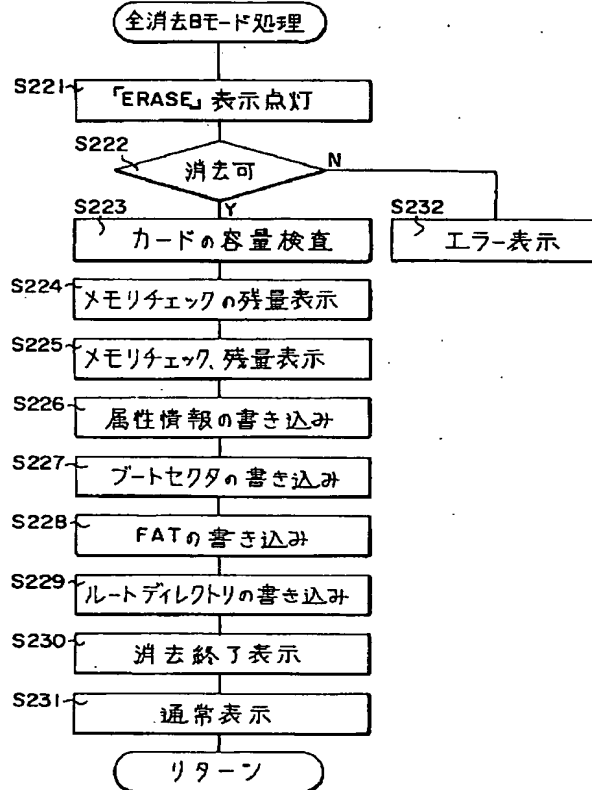 全消去Bモード処理
S221
「ERASE」表示点灯
S222
消去可
N
Y
S223
カードの容量検査
S232
エラー表示
S224
メモリチェックの残量表示
S225
メモリチェック、残量表示
S226
属性情報の書き込み
S227
ブートセクタの書き込み
S228
FATの書き込み
S229
ルートディレクトリの書き込み
S230
消去終了表示
S231
通常表示
リターン